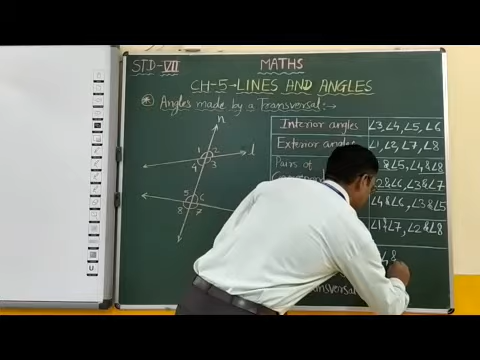 STD-VII
MATHS
CH-5→LINES AND ANGLES
* Angles made by a Transversal:→
n
1 2
l
4 3
5 6
8 7
Interior angles ∠3, ∠4, ∠5, ∠6
Exterior angles ∠1, ∠2, ∠7, ∠8
Pairs of &∠5, ∠4&∠8
∠2&∠6, ∠3&∠7
∠4&∠6, ∠3&∠5
∠1&∠7, ∠2&∠8
&
U